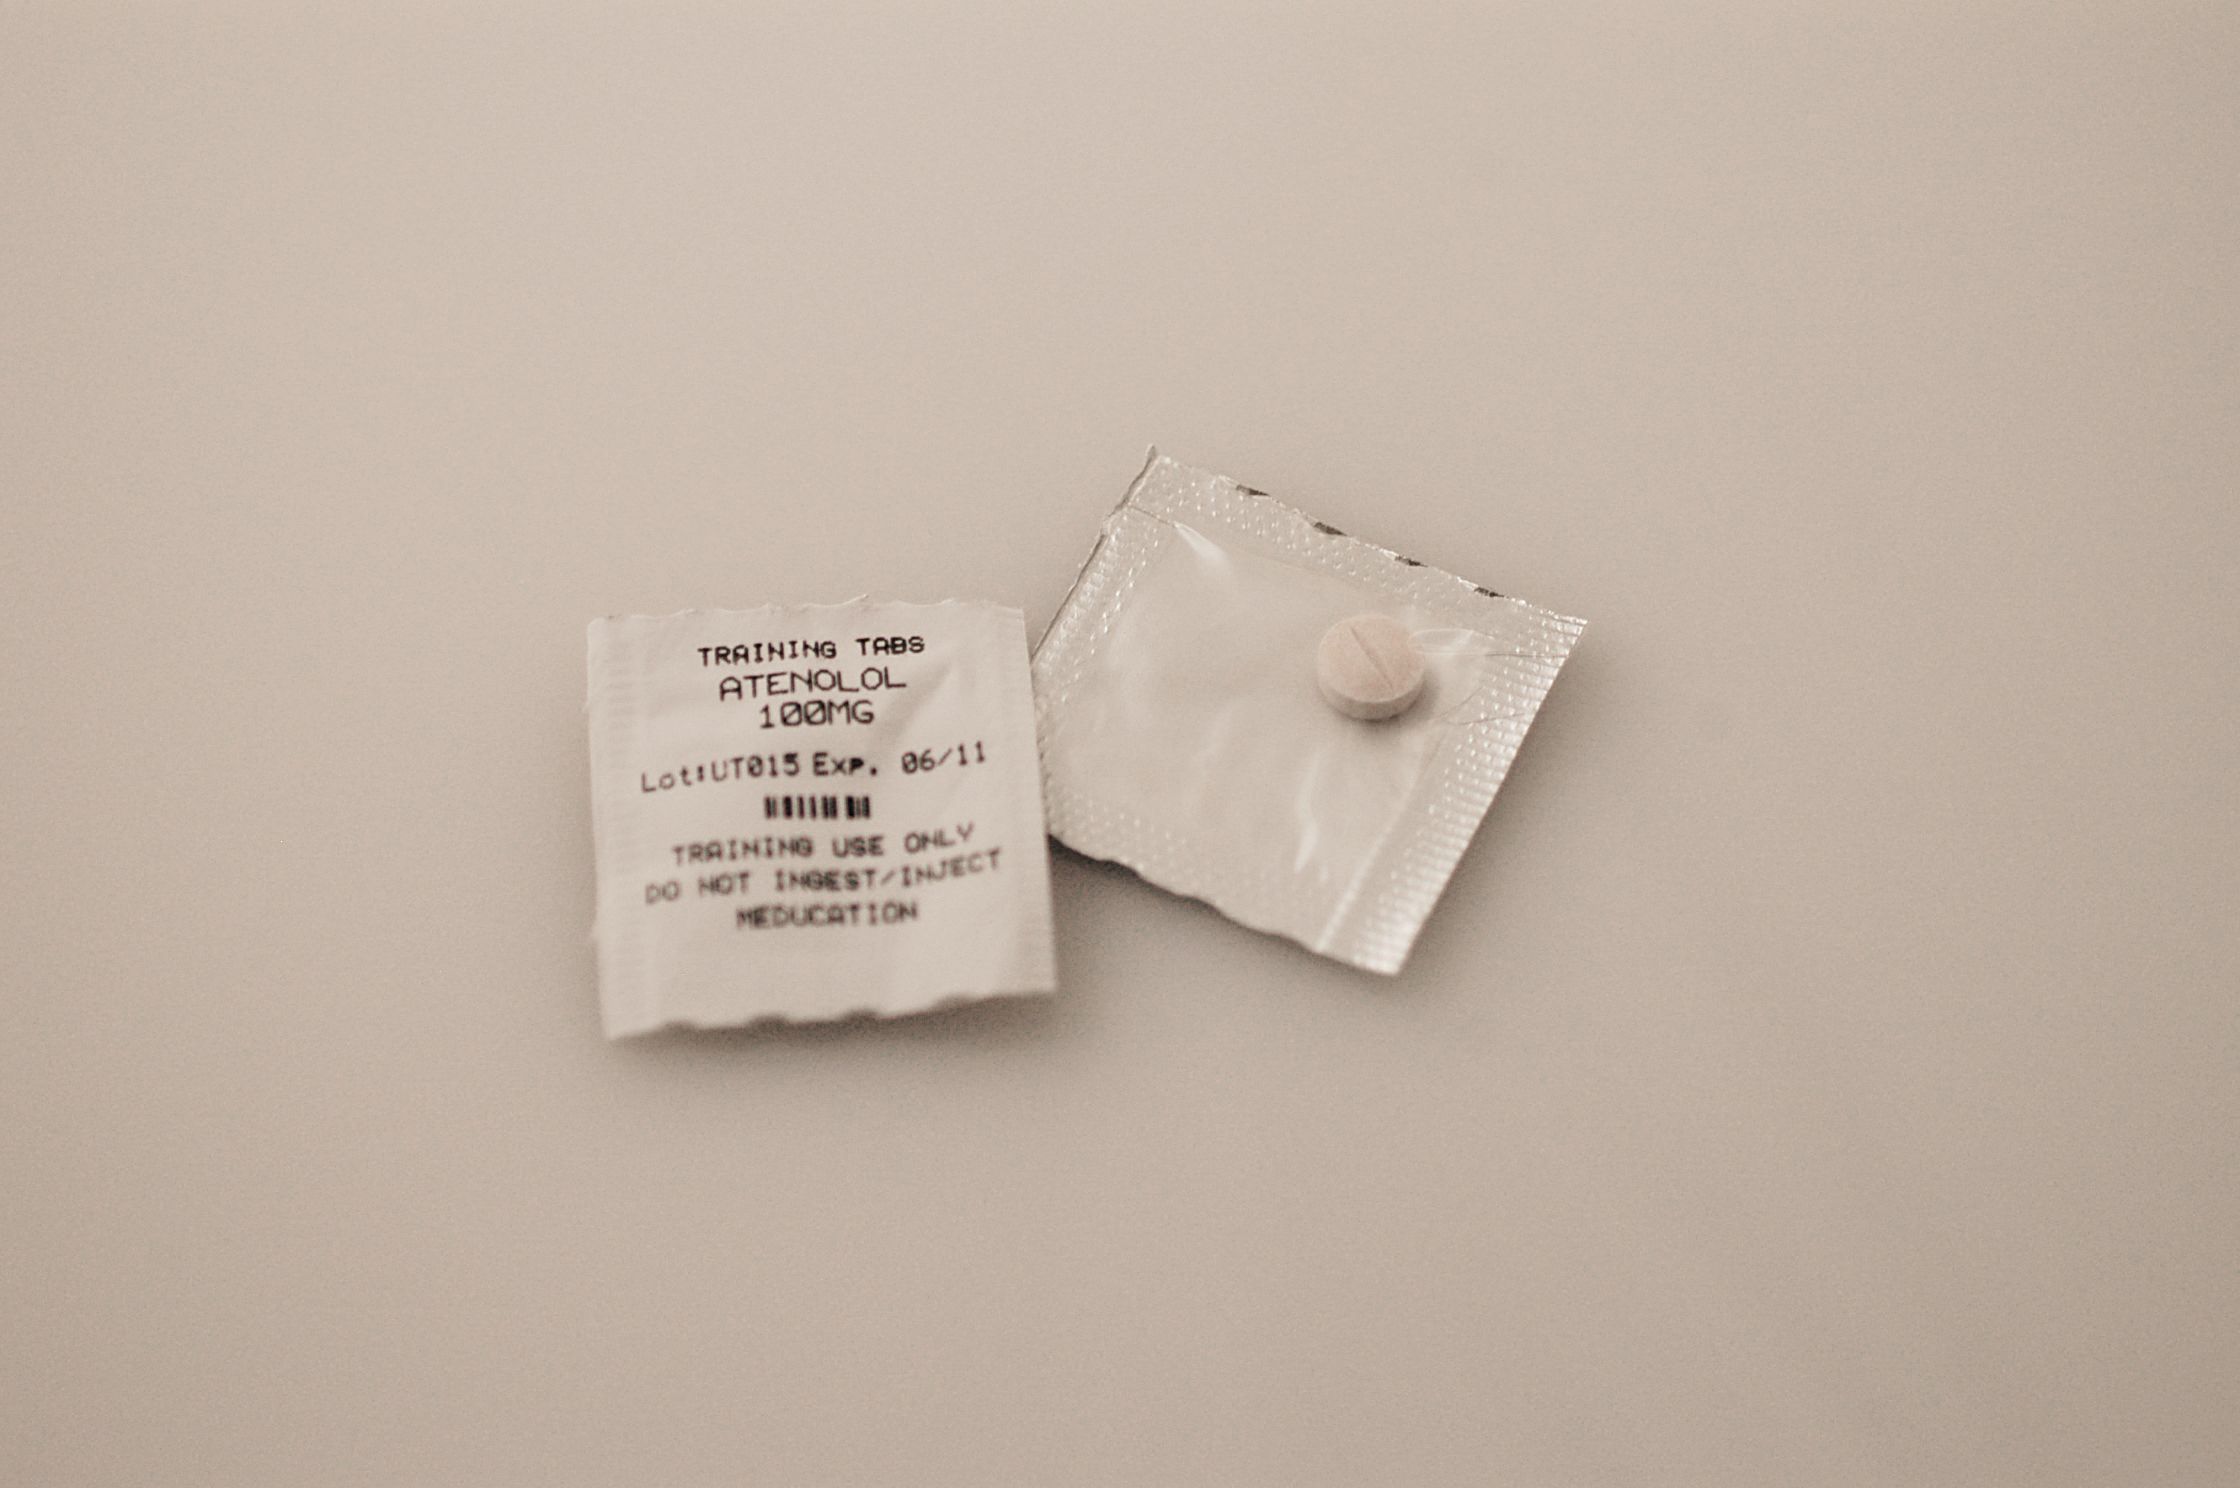 TRAINING TABS
ATENOLOL
100MG
Lot:UT015 Exp. 06/11
TRAINING USE ONLY
DO NOT INGEST/INJECT
MEDUCATION